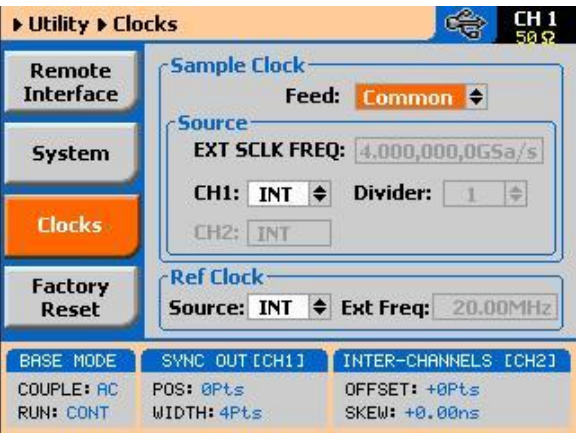 Utility Clocks
CH 1
50 Ω
Remote
Interface
System
Clocks
Factory
Reset
Sample Clock
Feed: Common
Source
EXT SCLK FREQ: 4.000,000,0GSa/s
CH1: INT Divider: 1
CH2: INT
Ref Clock
Source: INT Ext Freq: 20.00MHz
BASE MODE
COUPLE: AC
RUN: CONT
SYNC OUT[CH1]
POS: 0Pts
WIDTH: 4Pts
INTER-CHANNELS [CH2]
OFFSET: +0Pts
SKEW: +0.00ns